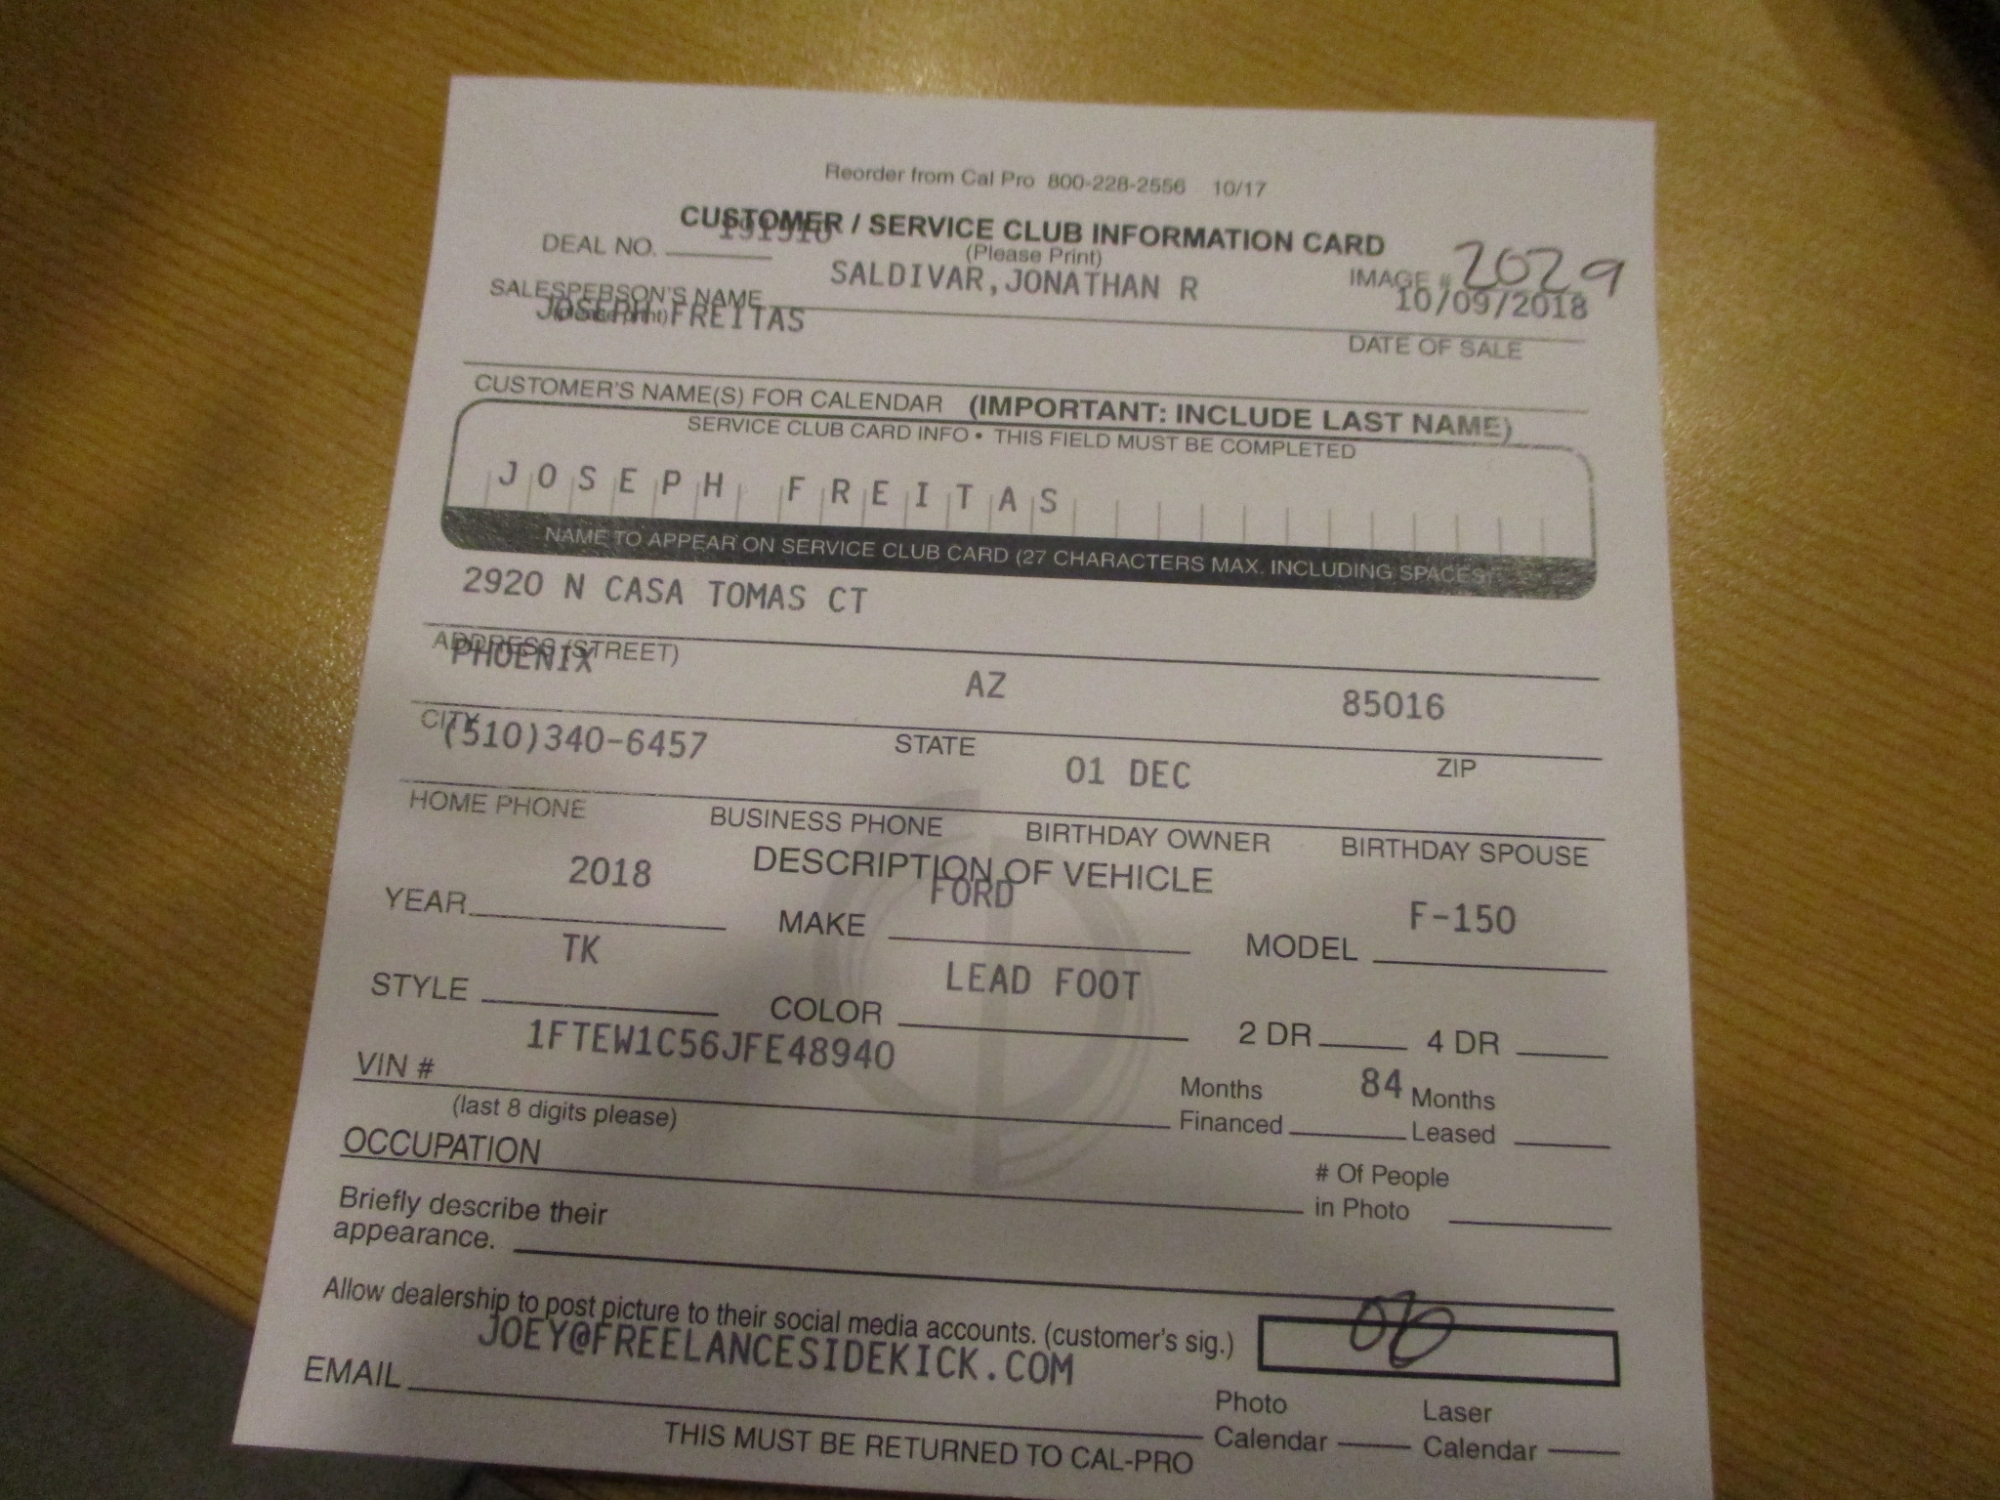 Reorder from Cal Pro 800-228-2556 10/17
CUSTOMER / SERVICE CLUB INFORMATION CARD
DEAL NO. 191910
(Please Print)
IMAGE # 2029
SALESPERSON'S NAME SALDIVAR,JONATHAN R 10/09/2018
(please print) DATE OF SALE
JOSEPH FREITAS
CUSTOMER'S NAME(S) FOR CALENDAR (IMPORTANT: INCLUDE LAST NAME)
SERVICE CLUB CARD INFO • THIS FIELD MUST BE COMPLETED
JOSEPH FREITAS
NAME TO APPEAR ON SERVICE CLUB CARD (27 CHARACTERS MAX. INCLUDING SPACES)
2920 N CASA TOMAS CT
ADDRESS (STREET)
PHOENIX AZ 85016
CITY STATE ZIP
(510)340-6457 01 DEC
HOME PHONE BUSINESS PHONE BIRTHDAY OWNER BIRTHDAY SPOUSE
DESCRIPTION OF VEHICLE
YEAR 2018 MAKE FORD MODEL F-150
STYLE TK COLOR LEAD FOOT 2 DR 4 DR
VIN # 1FTEW1C56JFE48940
(last 8 digits please)
Months Financed 84 Months Leased
OCCUPATION
# Of People in Photo
Briefly describe their
appearance.
Allow dealership to post picture to their social media accounts. (customer's sig.)
EMAIL JOEY@FREELANCESIDEKICK.COM
Photo Calendar Laser Calendar
THIS MUST BE RETURNED TO CAL-PRO